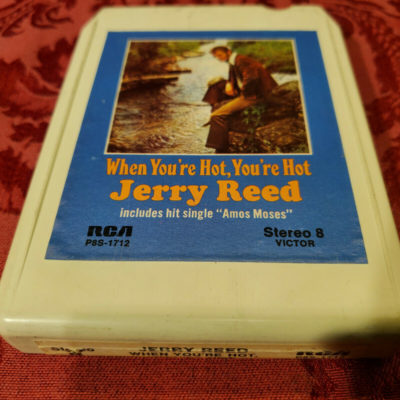 When You're Hot, You're Hot
Jerry Reed
includes hit single "Amos Moses"
RCA
P8S-1712
Stereo 8
VICTOR
JERRY REED
WHEN YOU'RE HOT,
RCA